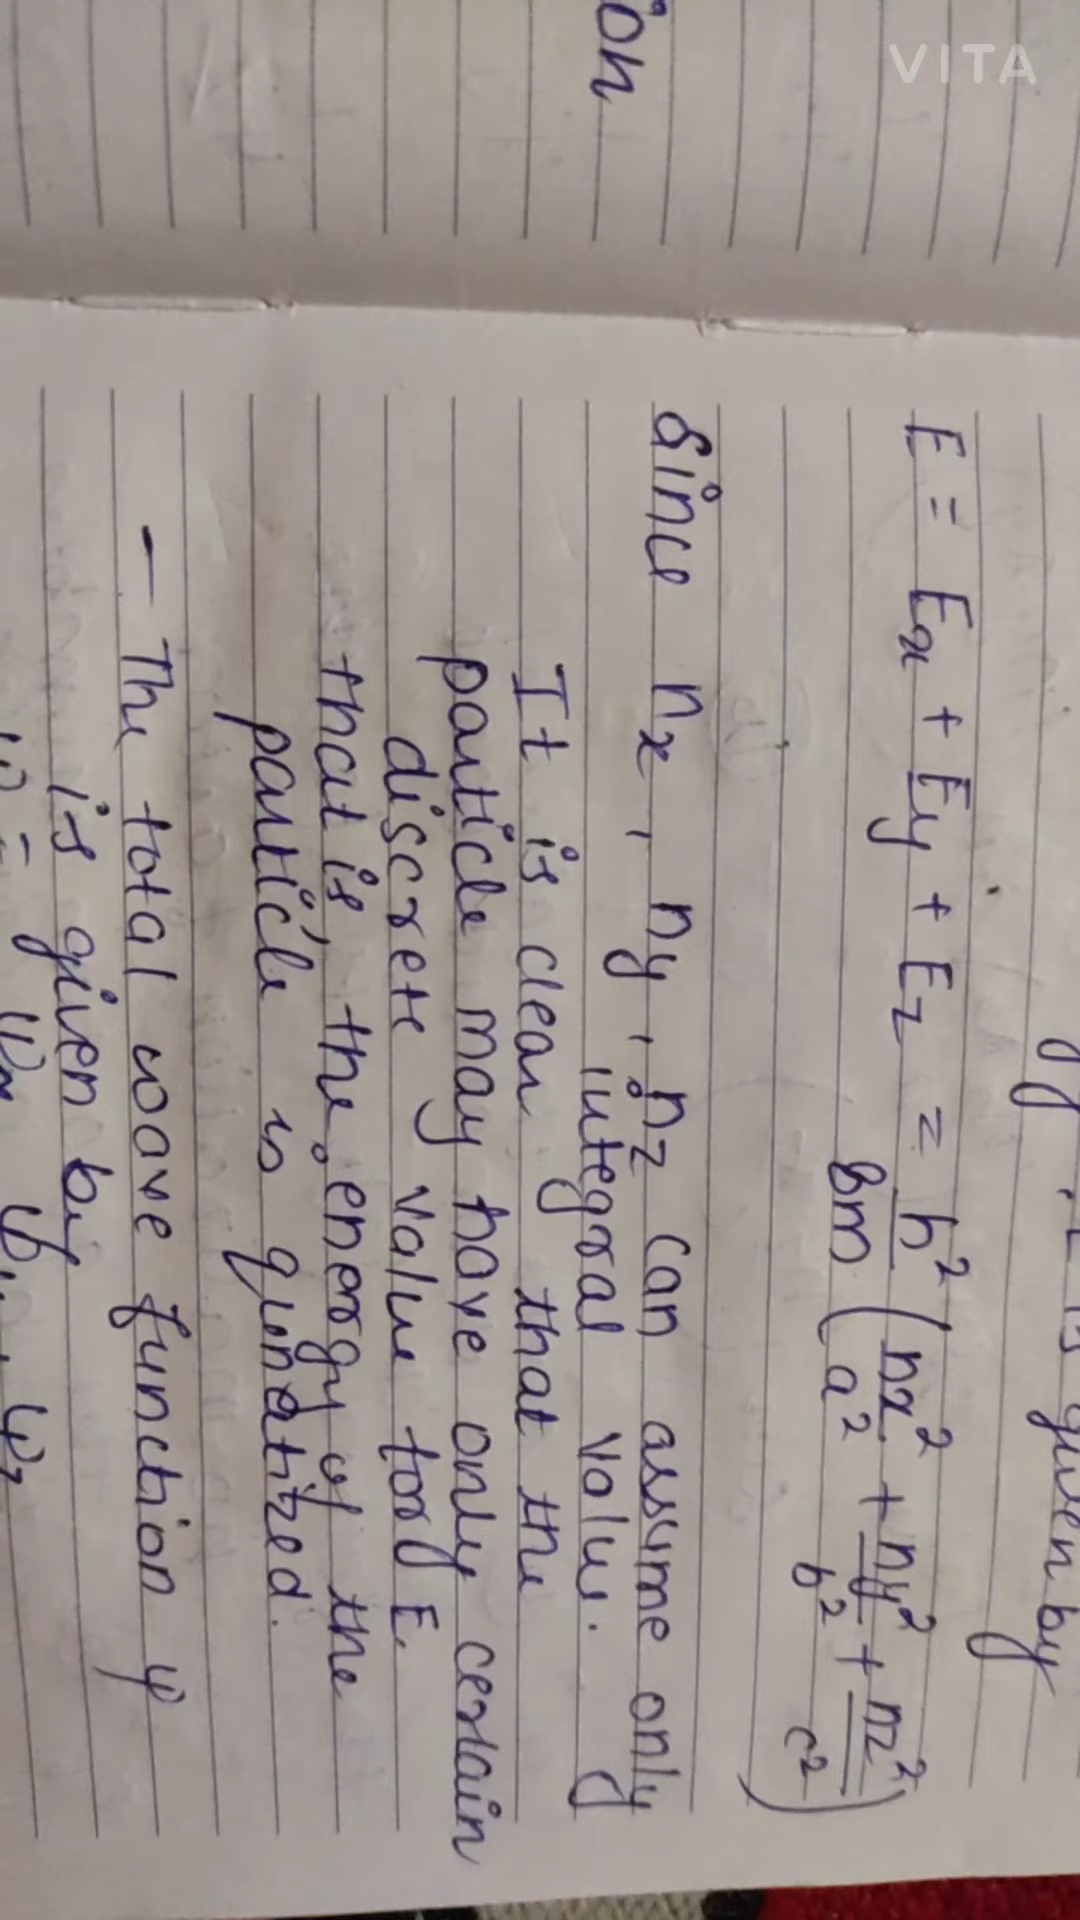 VITA
is given by
E = Ex + Ey + Ez = h²/8m (nx²/a² + ny²/b² + nz²/c²)
Since nx, ny, nz can assume only
integral value.
It is clear that the
particle may have only certain
discrete value for E
that is, the energy of the
particle is quenatized.
— The total wave function ψ
is given by